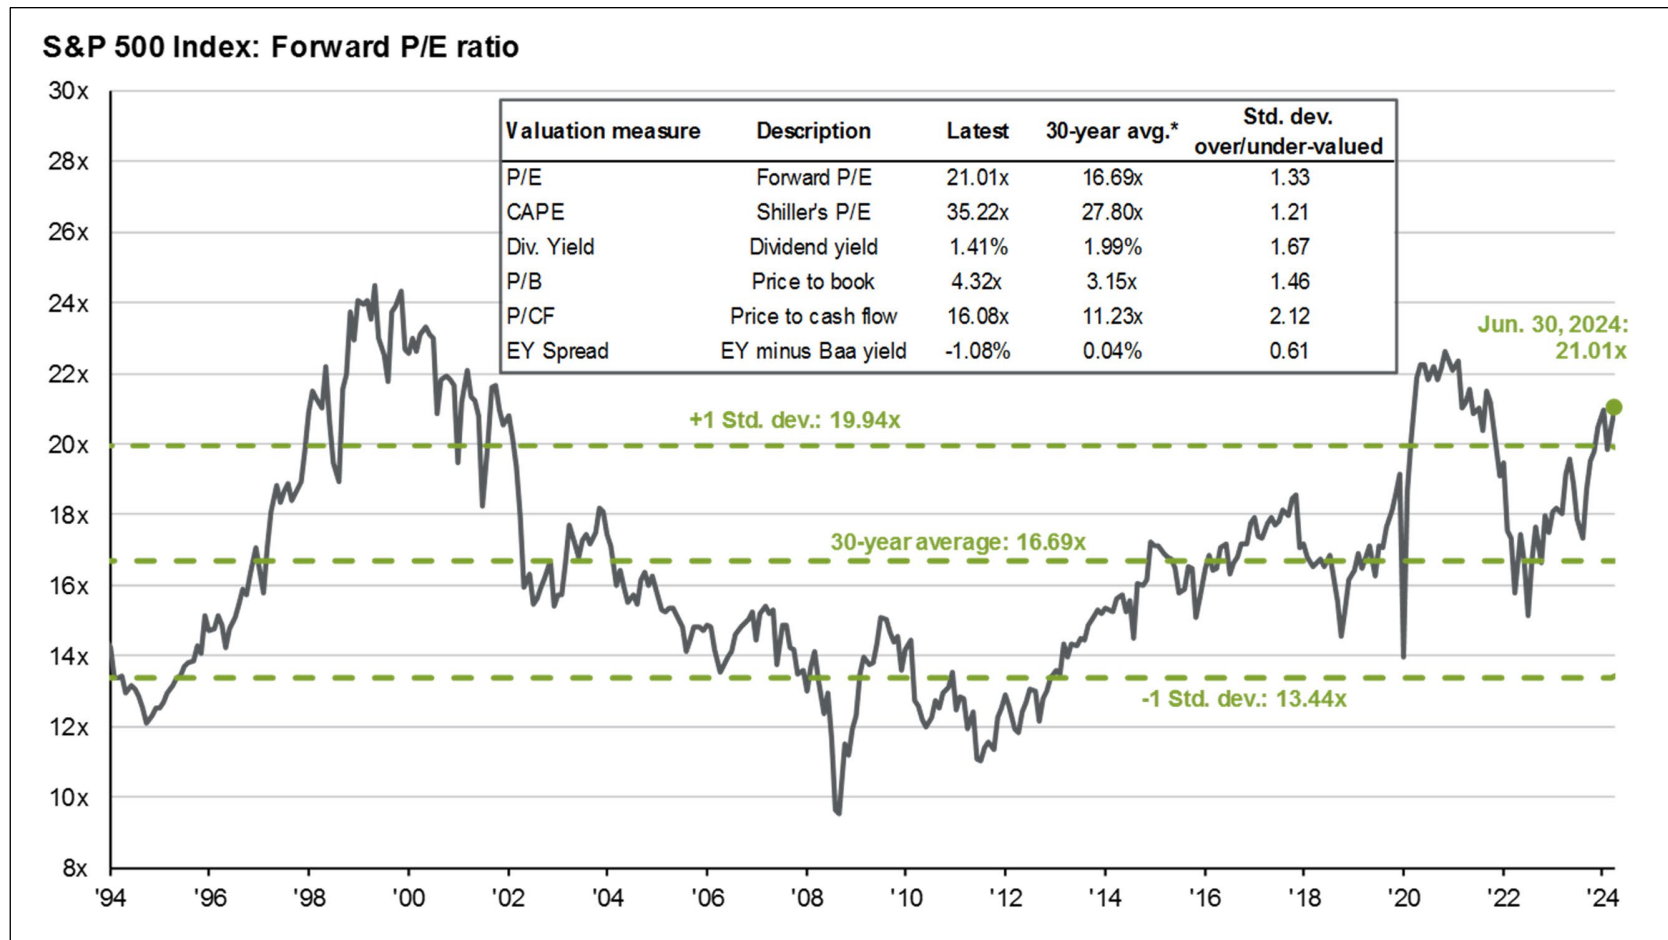 S&P 500 Index: Forward P/E ratio
30x
28x
26x
24x
22x
20x
18x
16x
14x
12x
10x
8x
Valuation measure Description Latest 30-year avg.* Std. dev. over/under-valued
P/E Forward P/E 21.01x 16.69x 1.33
CAPE Shiller's P/E 35.22x 27.80x 1.21
Div. Yield Dividend yield 1.41% 1.99% 1.67
P/B Price to book 4.32x 3.15x 1.46
P/CF Price to cash flow 16.08x 11.23x 2.12
EY Spread EY minus Baa yield -1.08% 0.04% 0.61
Jun. 30, 2024:
21.01x
+1 Std. dev.: 19.94x
30-year average: 16.69x
-1 Std. dev.: 13.44x
'94 '96 '98 '00 '02 '04 '06 '08 '10 '12 '14 '16 '18 '20 '22 '24